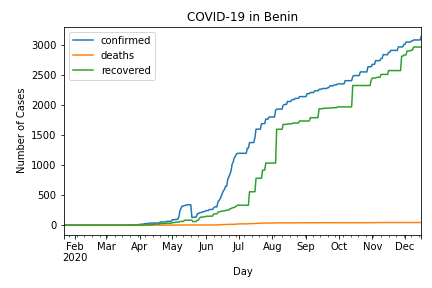 COVID-19 in Benin
confirmed
deaths
recovered
Number of Cases
3000
2500
2000
1500
1000
500
0
Feb Mar Apr May Jun Jul Aug Sep Oct Nov Dec
2020
Day